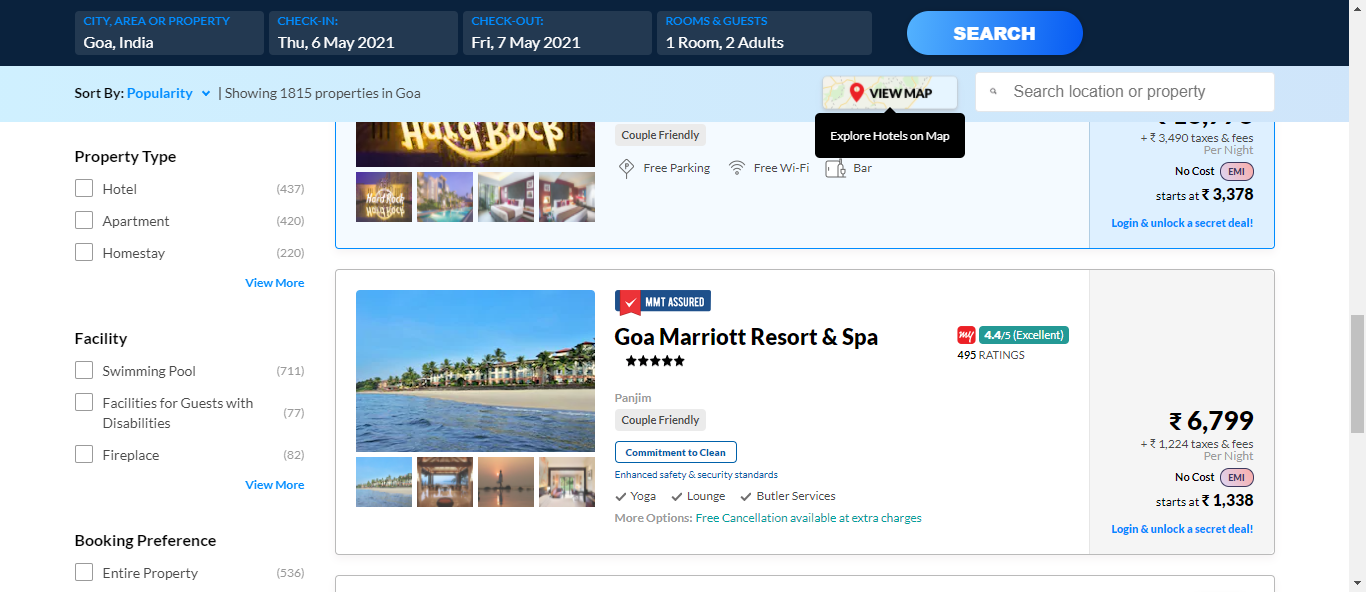 CITY, AREA OR PROPERTY
Goa, India
CHECK-IN:
Thu, 6 May 2021
CHECK-OUT:
Fri, 7 May 2021
ROOMS & GUESTS
1 Room, 2 Adults
SEARCH
Sort By: Popularity | Showing 1815 properties in Goa
VIEW MAP
Search location or property
Explore Hotels on Map
Property Type
Hotel (437)
Apartment (420)
Homestay (220)
View More
Facility
Swimming Pool (711)
Facilities for Guests with
Disabilities (77)
Fireplace (82)
View More
Booking Preference
Entire Property (536)
Hard Rock
Couple Friendly
Free Parking Free Wi-Fi Bar
+ ₹ 3,490 taxes & fees
Per Night
No Cost EMI
starts at ₹ 3,378
Login & unlock a secret deal!
MMT ASSURED
Goa Marriott Resort & Spa
my 4.4/5 (Excellent)
495 RATINGS
Panjim
Couple Friendly
Commitment to Clean
Enhanced safety & security standards
Yoga Lounge Butler Services
More Options: Free Cancellation available at extra charges
₹ 6,799
+ ₹ 1,224 taxes & fees
Per Night
No Cost EMI
starts at ₹ 1,338
Login & unlock a secret deal!